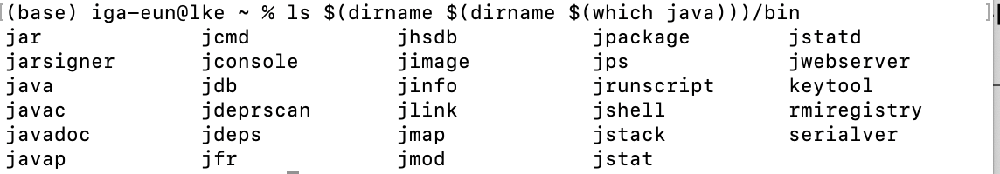 [(base) iga-eun@lke ~ % ls $(dirname $(dirname $(which java)))/bin ]
jar jcmd jhsdb jpackage jstatd
jarsigner jconsole jimage jps jwebserver
java jdb jinfo jrunscript keytool
javac jdeprscan jlink jshell rmiregistry
javadoc jdeps jmap jstack serialver
javap jfr jmod jstat